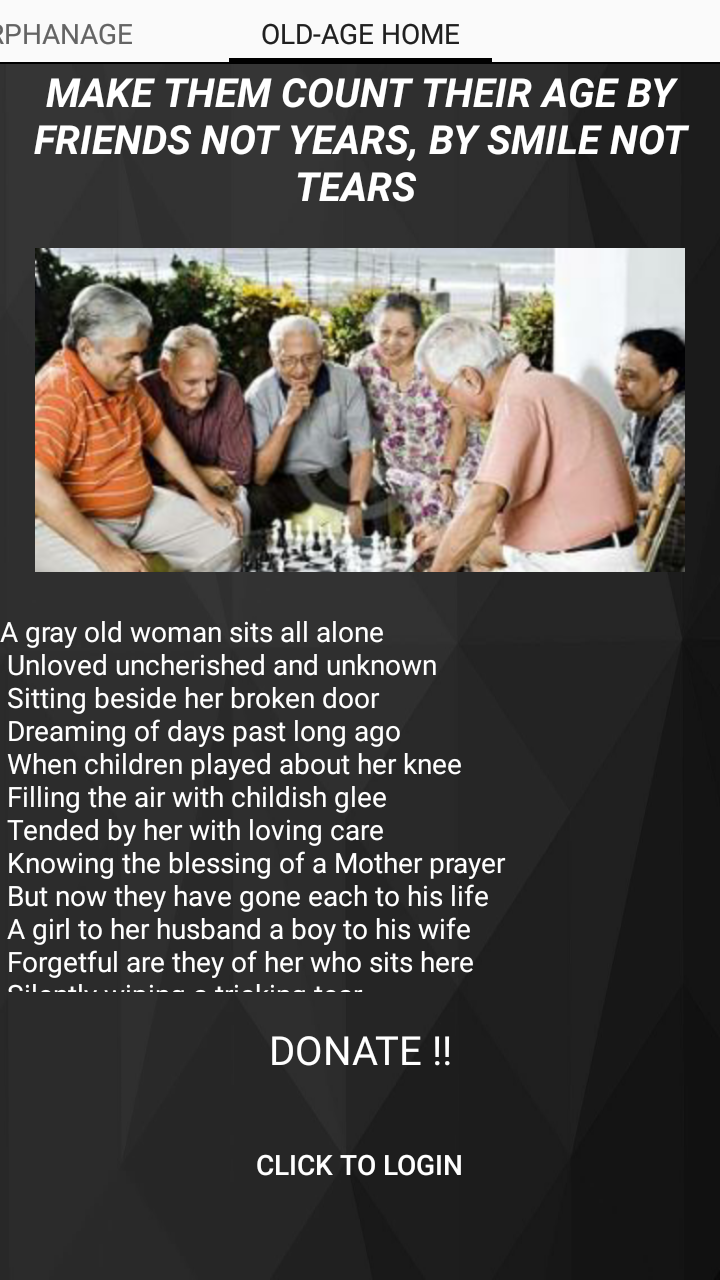 RPHANAGE
OLD-AGE HOME
MAKE THEM COUNT THEIR AGE BY
FRIENDS NOT YEARS, BY SMILE NOT
TEARS
A gray old woman sits all alone
Unloved uncherished and unknown
Sitting beside her broken door
Dreaming of days past long ago
When children played about her knee
Filling the air with childish glee
Tended by her with loving care
Knowing the blessing of a Mother prayer
But now they have gone each to his life
A girl to her husband a boy to his wife
Forgetful are they of her who sits here
DONATE !!
CLICK TO LOGIN